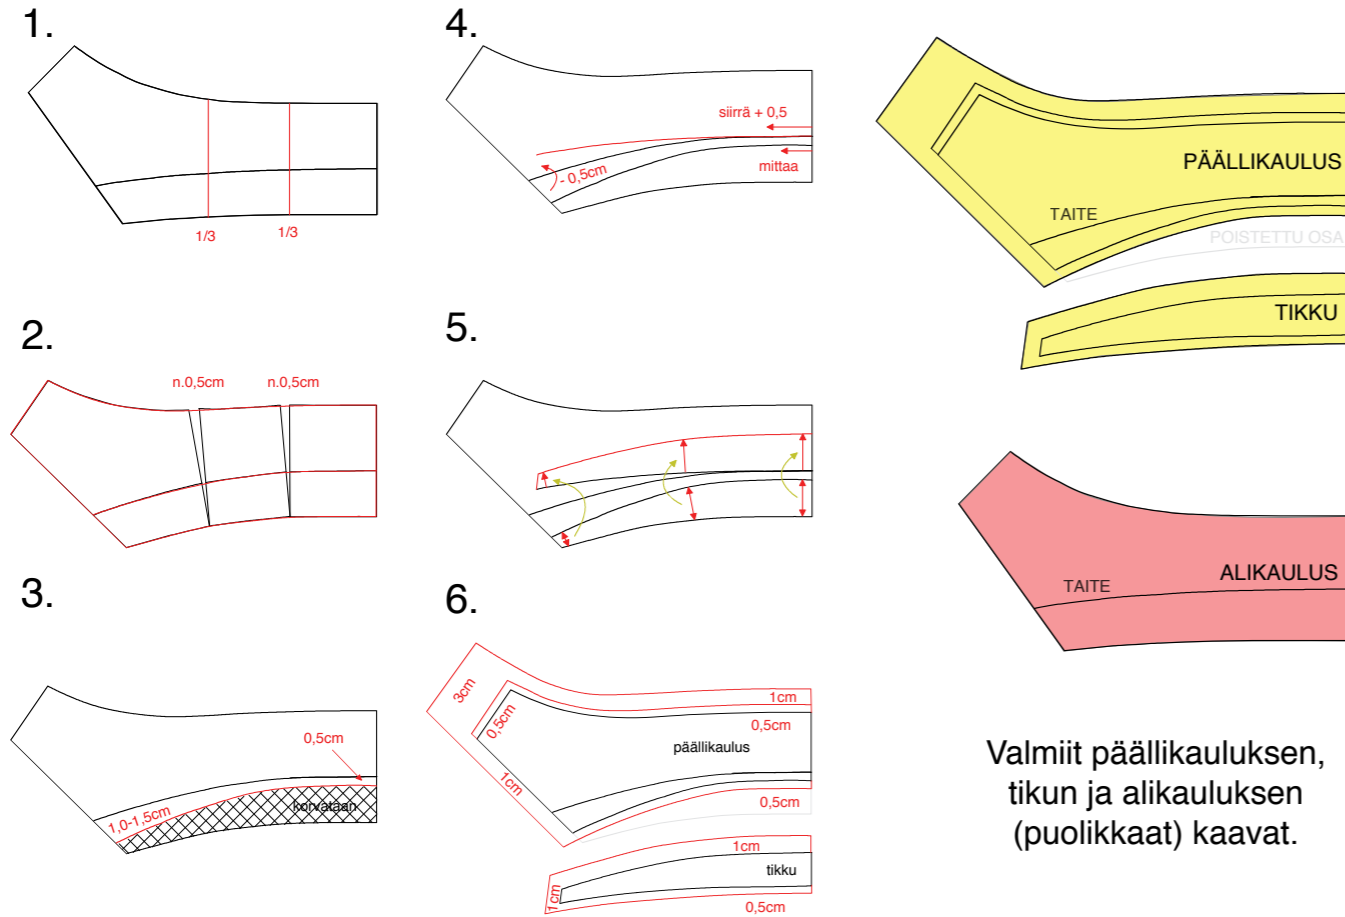 1.
1/3
1/3
2.
n.0,5cm
n.0,5cm
3.
0,5cm
1,0-1,5cm
korvataan
4.
siirrä + 0,5
mittaa
- 0,5cm
5.
6.
3cm
1cm
0,5cm
0,5cm
päällikaulus
1cm
0,5cm
1cm
tikku
1cm
0,5cm
PÄÄLLIKAULUS
TAITE
POISTETTU OSA
TIKKU
ALIKAULUS
TAITE
Valmiit päällikauluksen,
tikun ja alikauluksen
(puolikkaat) kaavat.